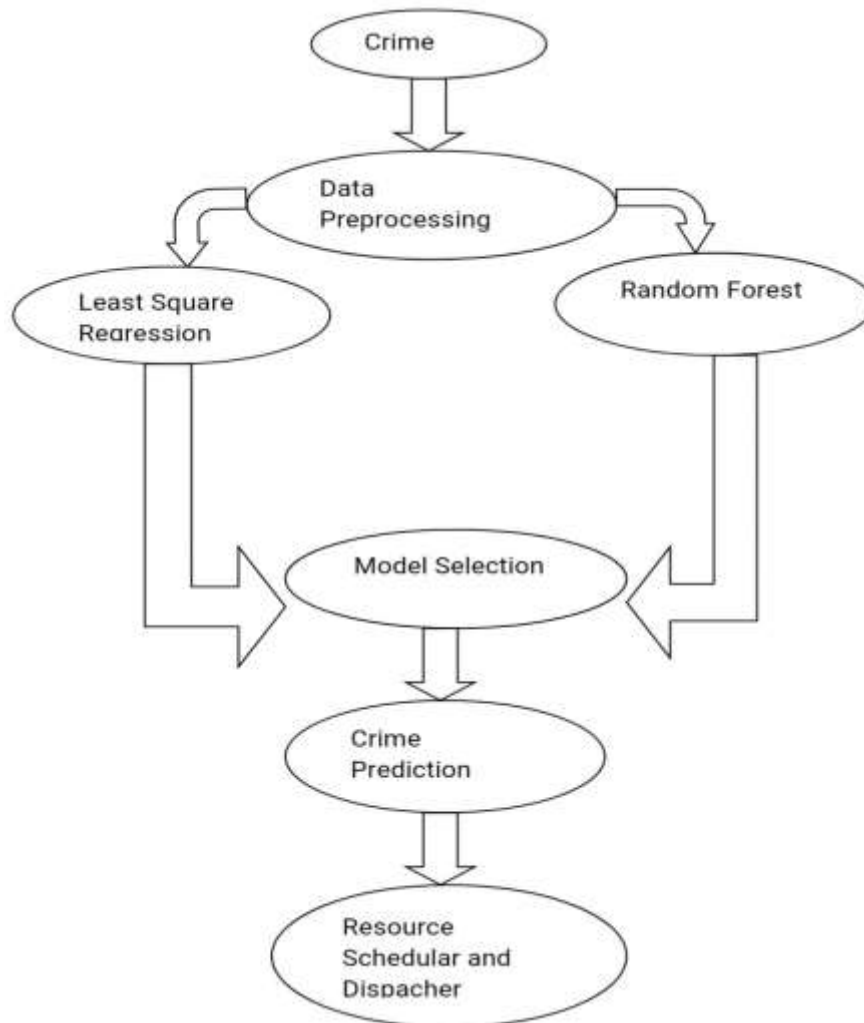 Crime
Data
Preprocessing
Least Square
Regression
Random Forest
Model Selection
Crime
Prediction
Resource
Schedular and
Dispacher